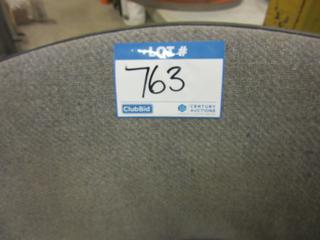 LOT #
763
ClubBid CENTURY AUCTIONS